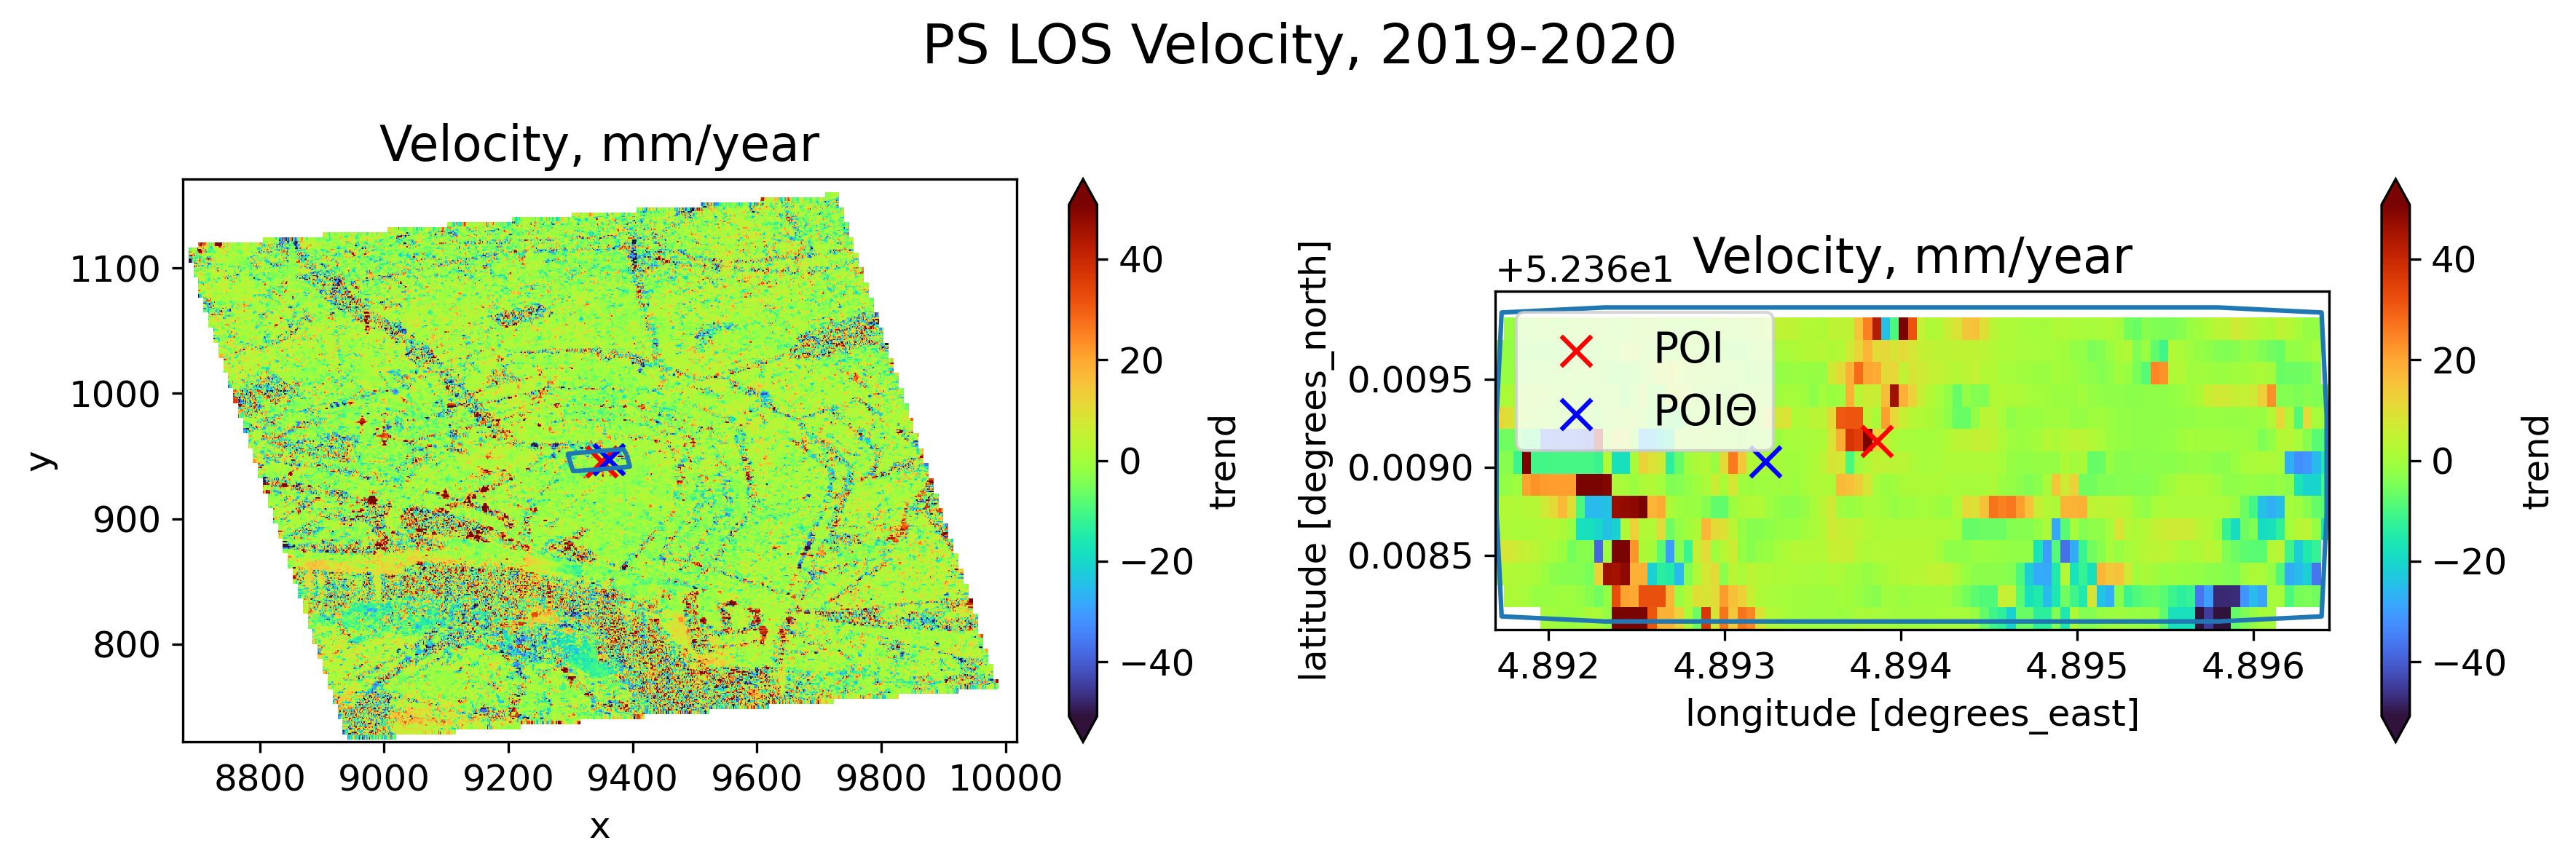 PS LOS Velocity, 2019-2020
Velocity, mm/year
y
1100
1000
900
800
8800 9000 9200 9400 9600 9800 10000
x
40
20
0
−20
−40
trend
Velocity, mm/year
+5.236e1
latitude [degrees_north]
0.0095
0.0090
0.0085
POI
POIΘ
4.892 4.893 4.894 4.895 4.896
longitude [degrees_east]
40
20
0
−20
−40
trend